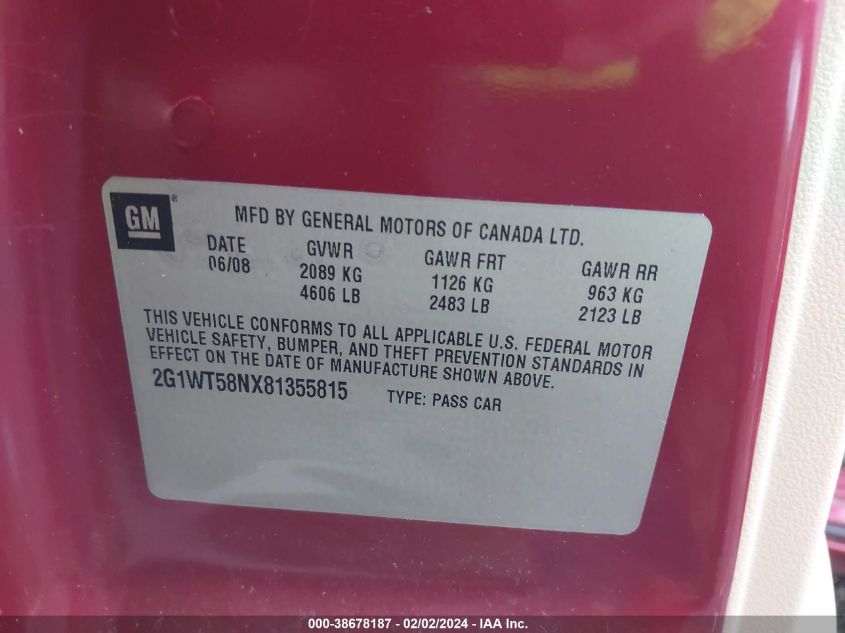 GM®
MFD BY GENERAL MOTORS OF CANADA LTD.
DATE GVWR GAWR FRT GAWR RR
06/08 2089 KG 1126 KG 963 KG
4606 LB 2483 LB 2123 LB
THIS VEHICLE CONFORMS TO ALL APPLICABLE U.S. FEDERAL MOTOR
VEHICLE SAFETY, BUMPER, AND THEFT PREVENTION STANDARDS IN
EFFECT ON THE DATE OF MANUFACTURE SHOWN ABOVE.
2G1WT58NX81355815 TYPE: PASS CAR
000-38678187 - 02/02/2024 - IAA Inc.